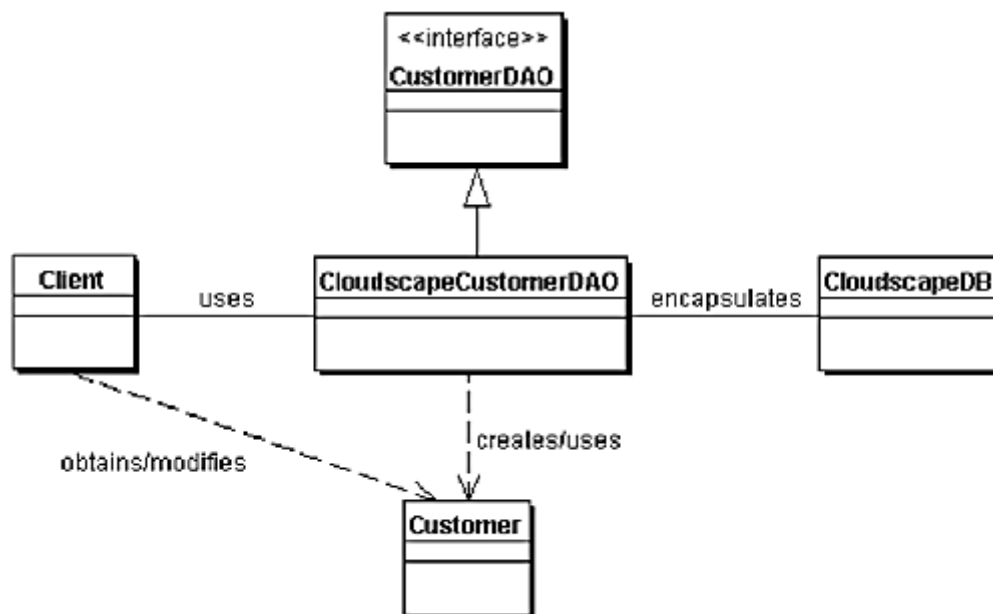 <<interface>>
CustomerDAO
Client
uses
CloudscapeCustomerDAO
encapsulates
CloudscapeDB
obtains/modifies
creales/uses
Customer